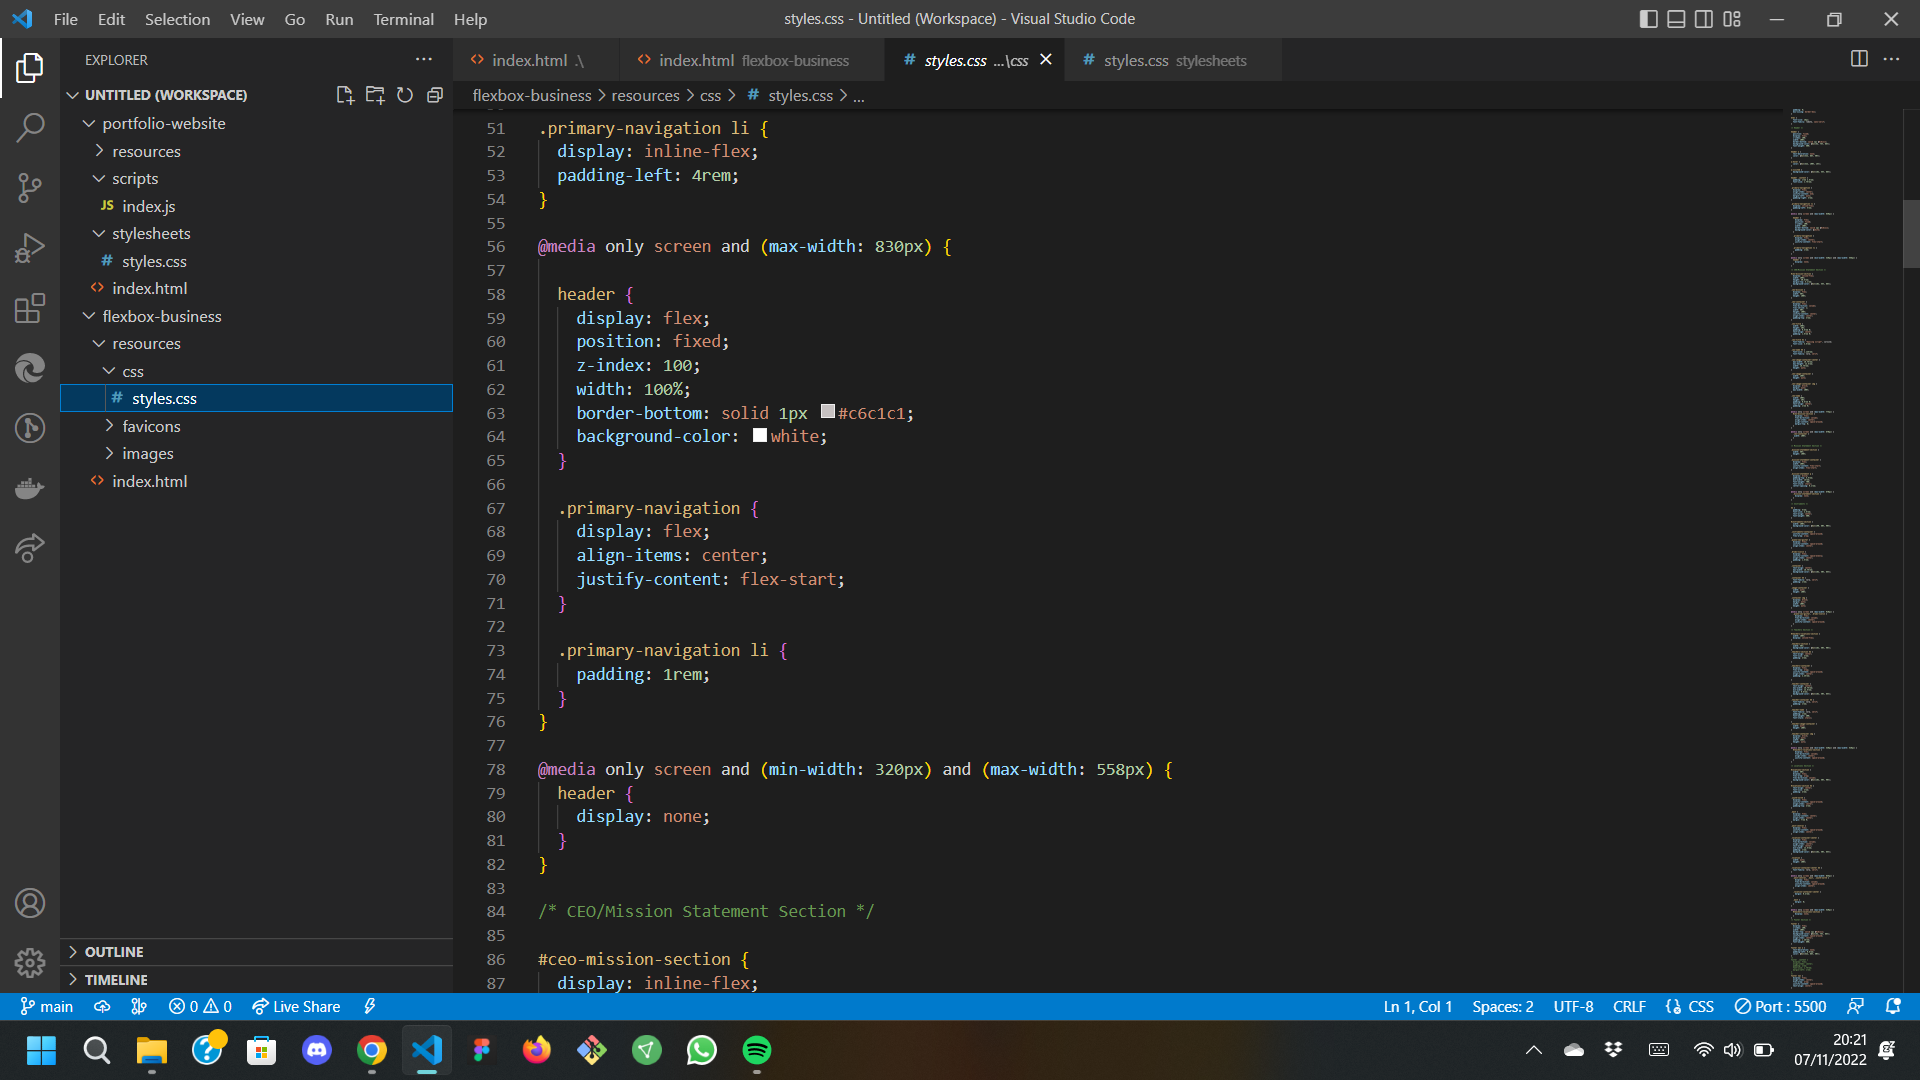 File Edit Selection View Go Run Terminal Help
styles.css - Untitled (Workspace) - Visual Studio Code
EXPLORER
index.html .\
index.html flexbox-business
# styles.css ...\css
# styles.css stylesheets
UNTITLED (WORKSPACE)
flexbox-business > resources > css > # styles.css > ...
portfolio-website
resources
scripts
JS index.js
stylesheets
# styles.css
<> index.html
flexbox-business
resources
css
# styles.css
favicons
images
<> index.html
OUTLINE
TIMELINE
51 .primary-navigation li {
52 display: inline-flex;
53 padding-left: 4rem;
54 }
55
56 @media only screen and (max-width: 830px) {
57
58 header {
59 display: flex;
60 position: fixed;
61 z-index: 100;
62 width: 100%;
63 border-bottom: solid 1px #c6c1c1;
64 background-color: white;
65 }
66
67 .primary-navigation {
68 display: flex;
69 align-items: center;
70 justify-content: flex-start;
71 }
72
73 .primary-navigation li {
74 padding: 1rem;
75 }
76 }
77
78 @media only screen and (min-width: 320px) and (max-width: 558px) {
79 header {
80 display: none;
81 }
82 }
83
84 /* CEO/Mission Statement Section */
85
86 #ceo-mission-section {
87 display: inline-flex;
main 0 0 Live Share
Ln 1, Col 1 Spaces: 2 UTF-8 CRLF {} CSS Port : 5500
20:21
07/11/2022